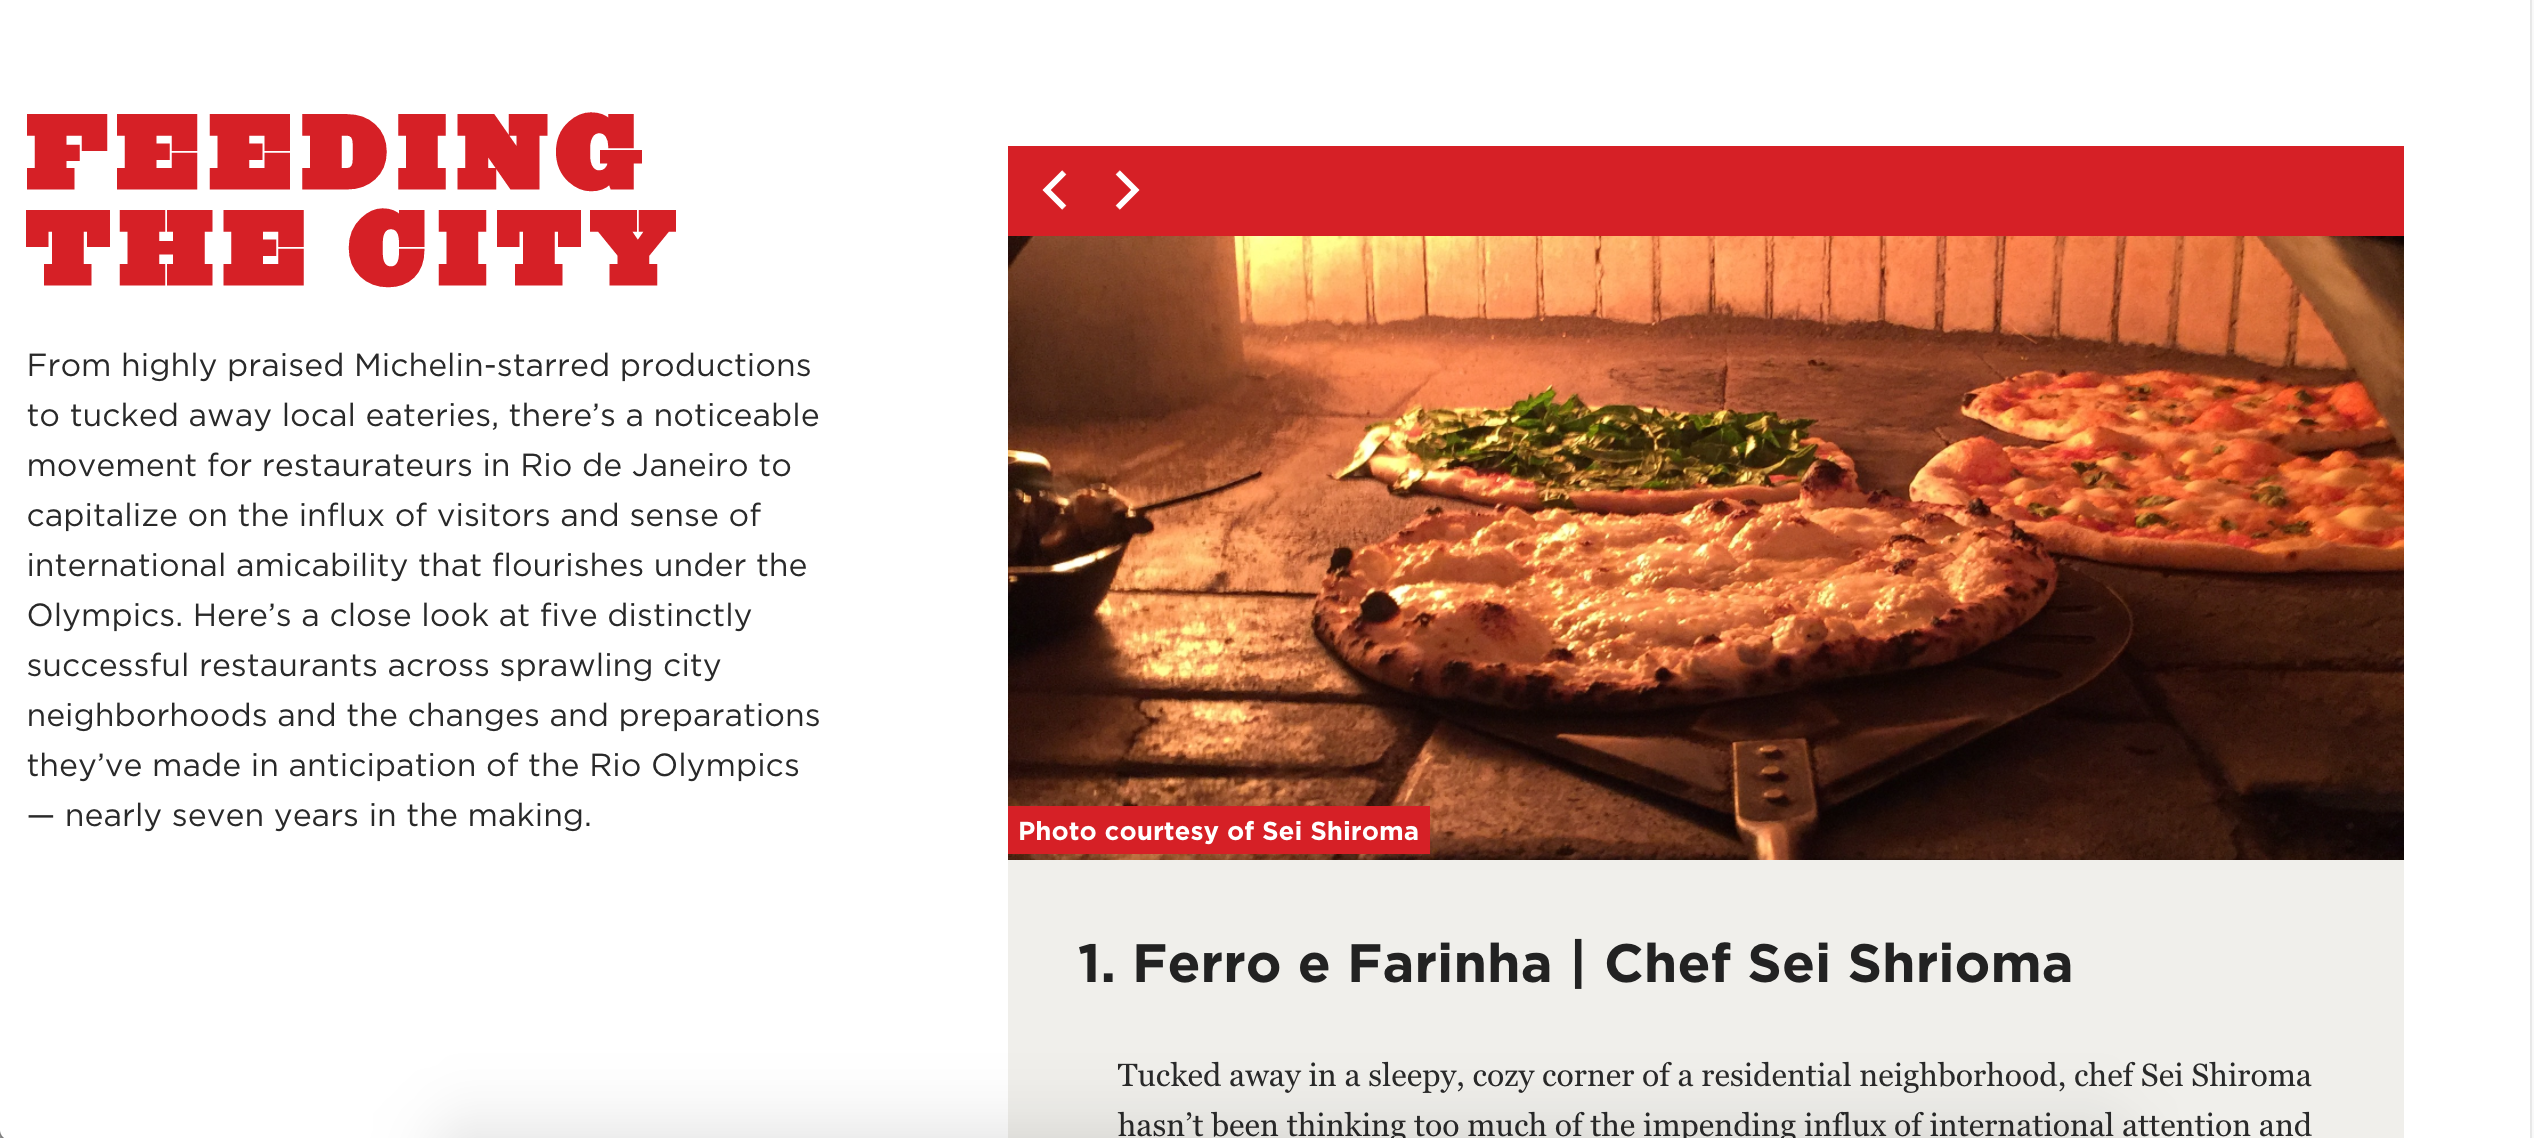 FEEDING
THE CITY
From highly praised Michelin-starred productions
to tucked away local eateries, there’s a noticeable
movement for restaurateurs in Rio de Janeiro to
capitalize on the influx of visitors and sense of
international amicability that flourishes under the
Olympics. Here’s a close look at five distinctly
successful restaurants across sprawling city
neighborhoods and the changes and preparations
they’ve made in anticipation of the Rio Olympics
— nearly seven years in the making.
Photo courtesy of Sei Shiroma
1. Ferro e Farinha | Chef Sei Shrioma
Tucked away in a sleepy, cozy corner of a residential neighborhood, chef Sei Shiroma
hasn’t been thinking too much of the impending influx of international attention and